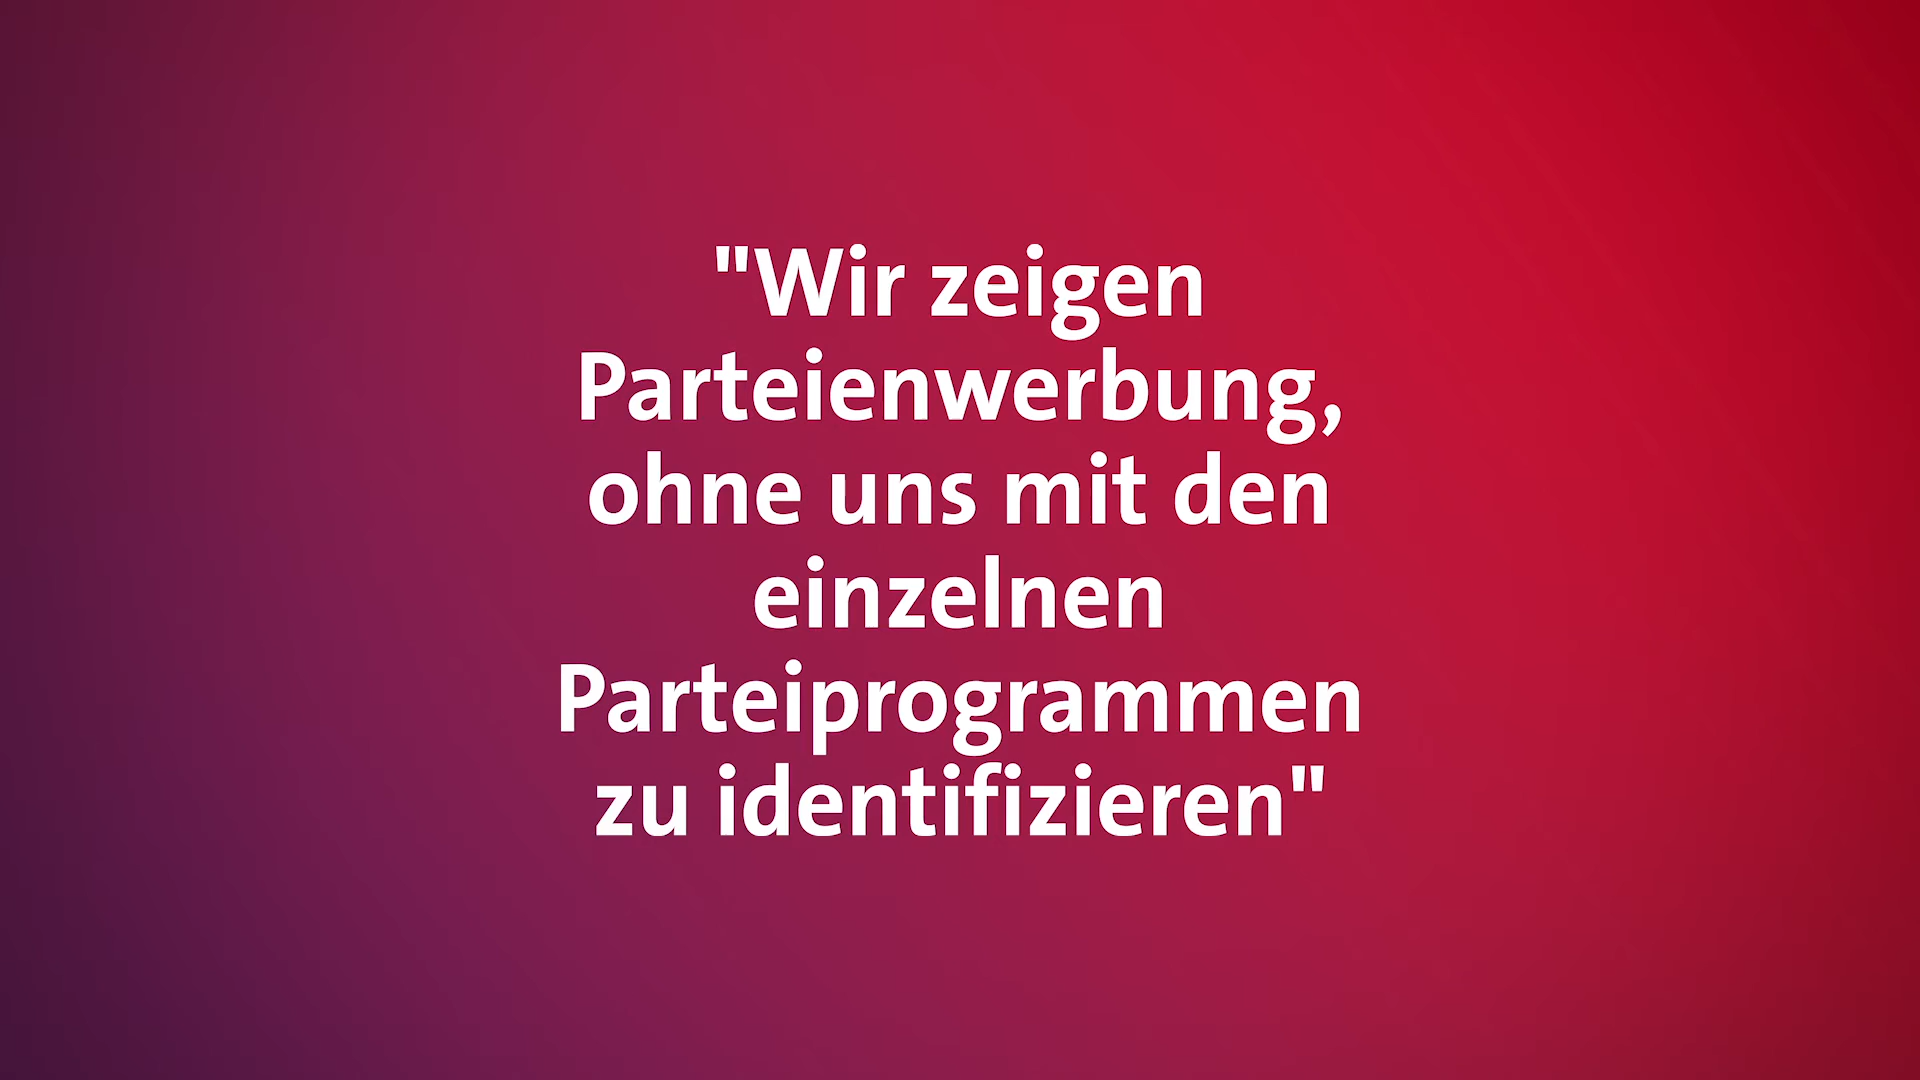 "Wir zeigen
Parteienwerbung,
ohne uns mit den
einzelnen
Parteiprogrammen
zu identifizieren"